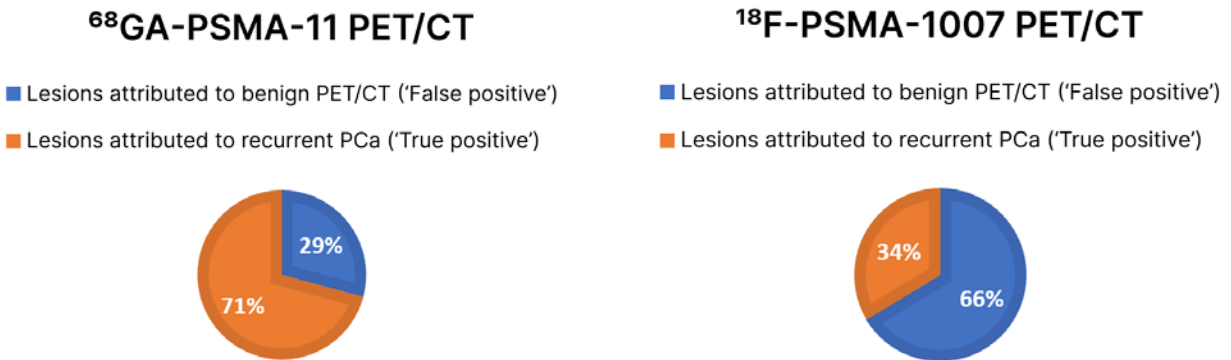 ⁶⁸GA-PSMA-11 PET/CT
Lesions attributed to benign PET/CT (‘False positive’)
Lesions attributed to recurrent PCa (‘True positive’)
29%
71%
¹⁸F-PSMA-1007 PET/CT
Lesions attributed to benign PET/CT (‘False positive’)
Lesions attributed to recurrent PCa (‘True positive’)
34%
66%